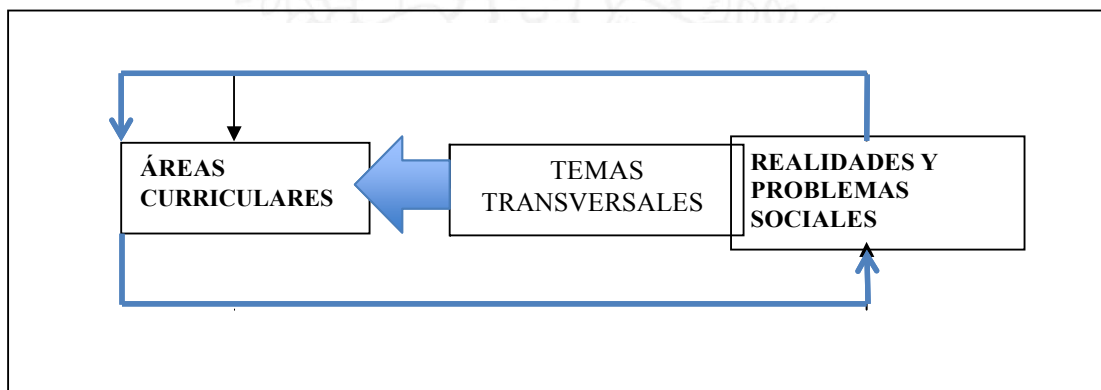 ÁREAS
CURRICULARES
TEMAS
TRANSVERSALES
REALIDADES Y
PROBLEMAS
SOCIALES